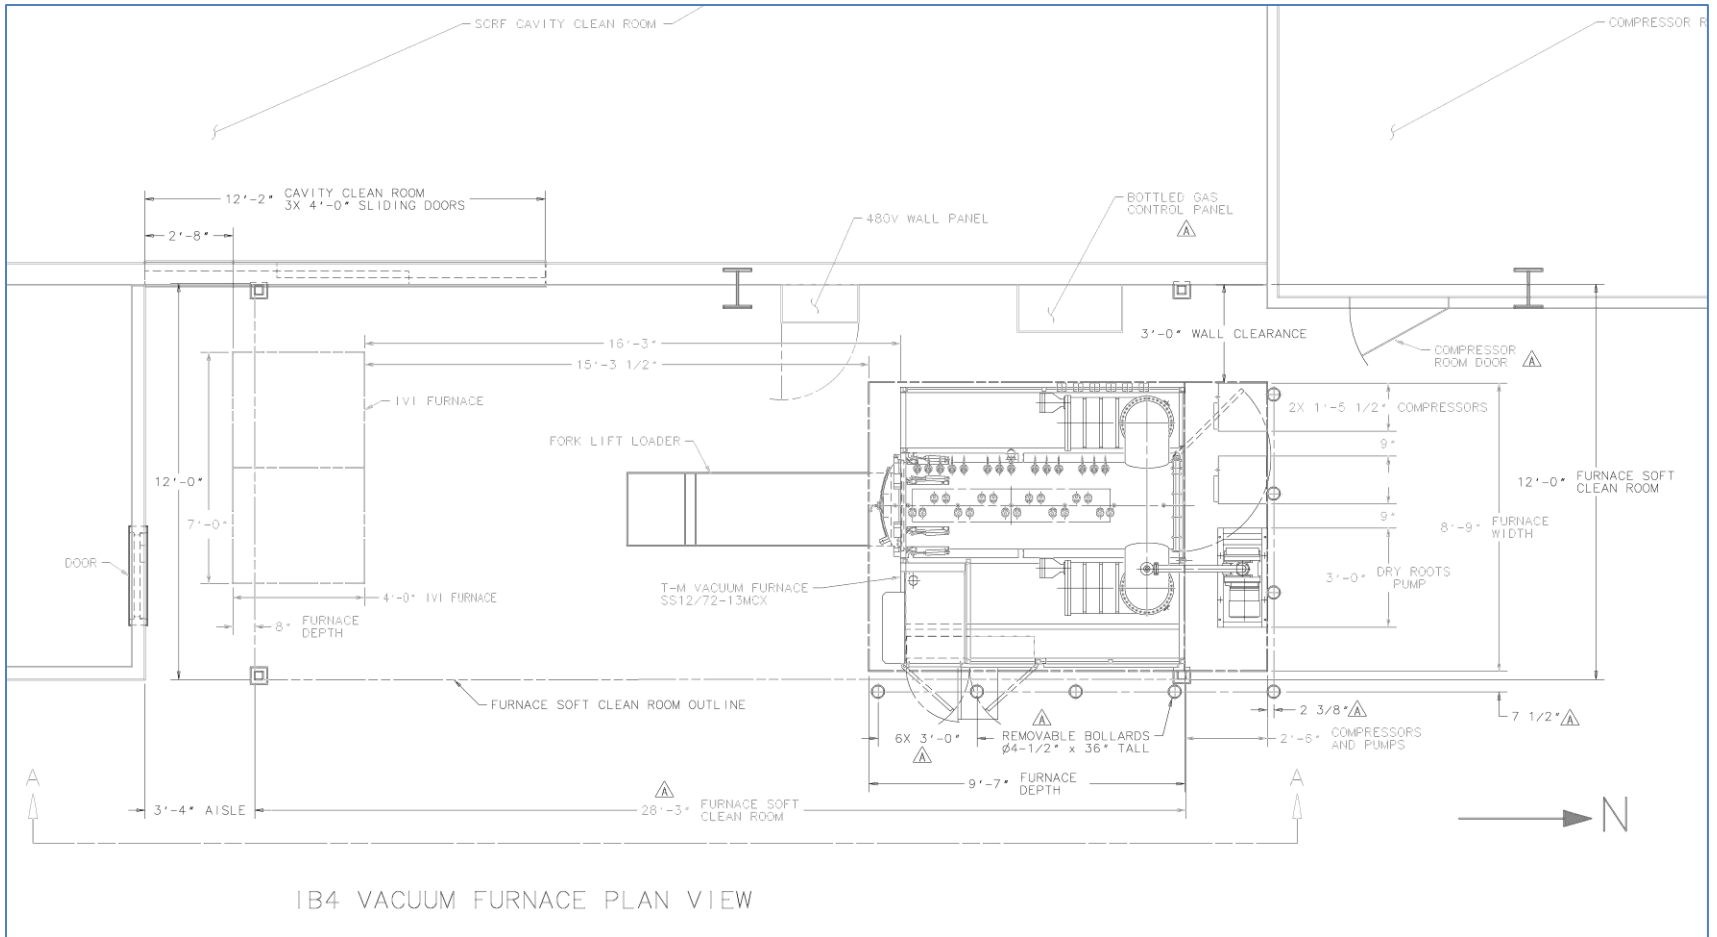 SCRF CAVITY CLEAN ROOM
COMPRESSOR R
12'-2" CAVITY CLEAN ROOM
3X 4'-0" SLIDING DOORS
2'-8"
480V WALL PANEL
BOTTLED GAS
CONTROL PANEL
A
3'-0" WALL CLEARANCE
16'-3"
15'-3 1/2"
COMPRESSOR
ROOM DOOR A
IVI FURNACE
2X 1'-5 1/2" COMPRESSORS
FORK LIFT LOADER
9"
12'-0"
12'-0" FURNACE SOFT
CLEAN ROOM
7'-0"
9"
8'-9" FURNACE
WIDTH
DOOR
T-M VACUUM FURNACE
SS12/72-13MCX
3'-0" DRY ROOTS
PUMP
4'-0" IVI FURNACE
DEPTH
8"
FURNACE SOFT CLEAN ROOM OUTLINE
2 3/8" A
7 1/2" A
6X 3'-0"
A
A
REMOVABLE BOLLARDS
Ø4-1/2" x 36" TALL
2'-6" COMPRESSORS
AND PUMPS
9'-7" FURNACE
DEPTH
A
A
A
3'-4" AISLE
28'-3" FURNACE SOFT
CLEAN ROOM
N
IB4 VACUUM FURNACE PLAN VIEW